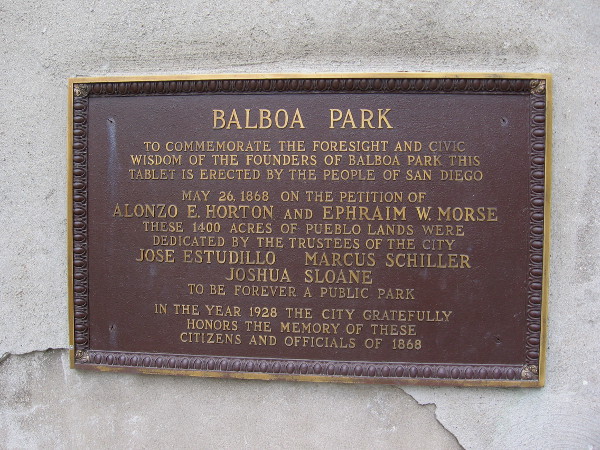 BALBOA PARK
TO COMMEMORATE THE FORESIGHT AND CIVIC
WISDOM OF THE FOUNDERS OF BALBOA PARK THIS
TABLET IS ERECTED BY THE PEOPLE OF SAN DIEGO
MAY 26, 1868 ON THE PETITION OF
ALONZO E. HORTON AND EPHRAIM W. MORSE
THESE 1400 ACRES OF PUEBLO LANDS WERE
DEDICATED BY THE TRUSTEES OF THE CITY
JOSE ESTUDILLO MARCUS SCHILLER
JOSHUA SLOANE
TO BE FOREVER A PUBLIC PARK
IN THE YEAR 1928 THE CITY GRATEFULLY
HONORS THE MEMORY OF THESE
CITIZENS AND OFFICIALS OF 1868